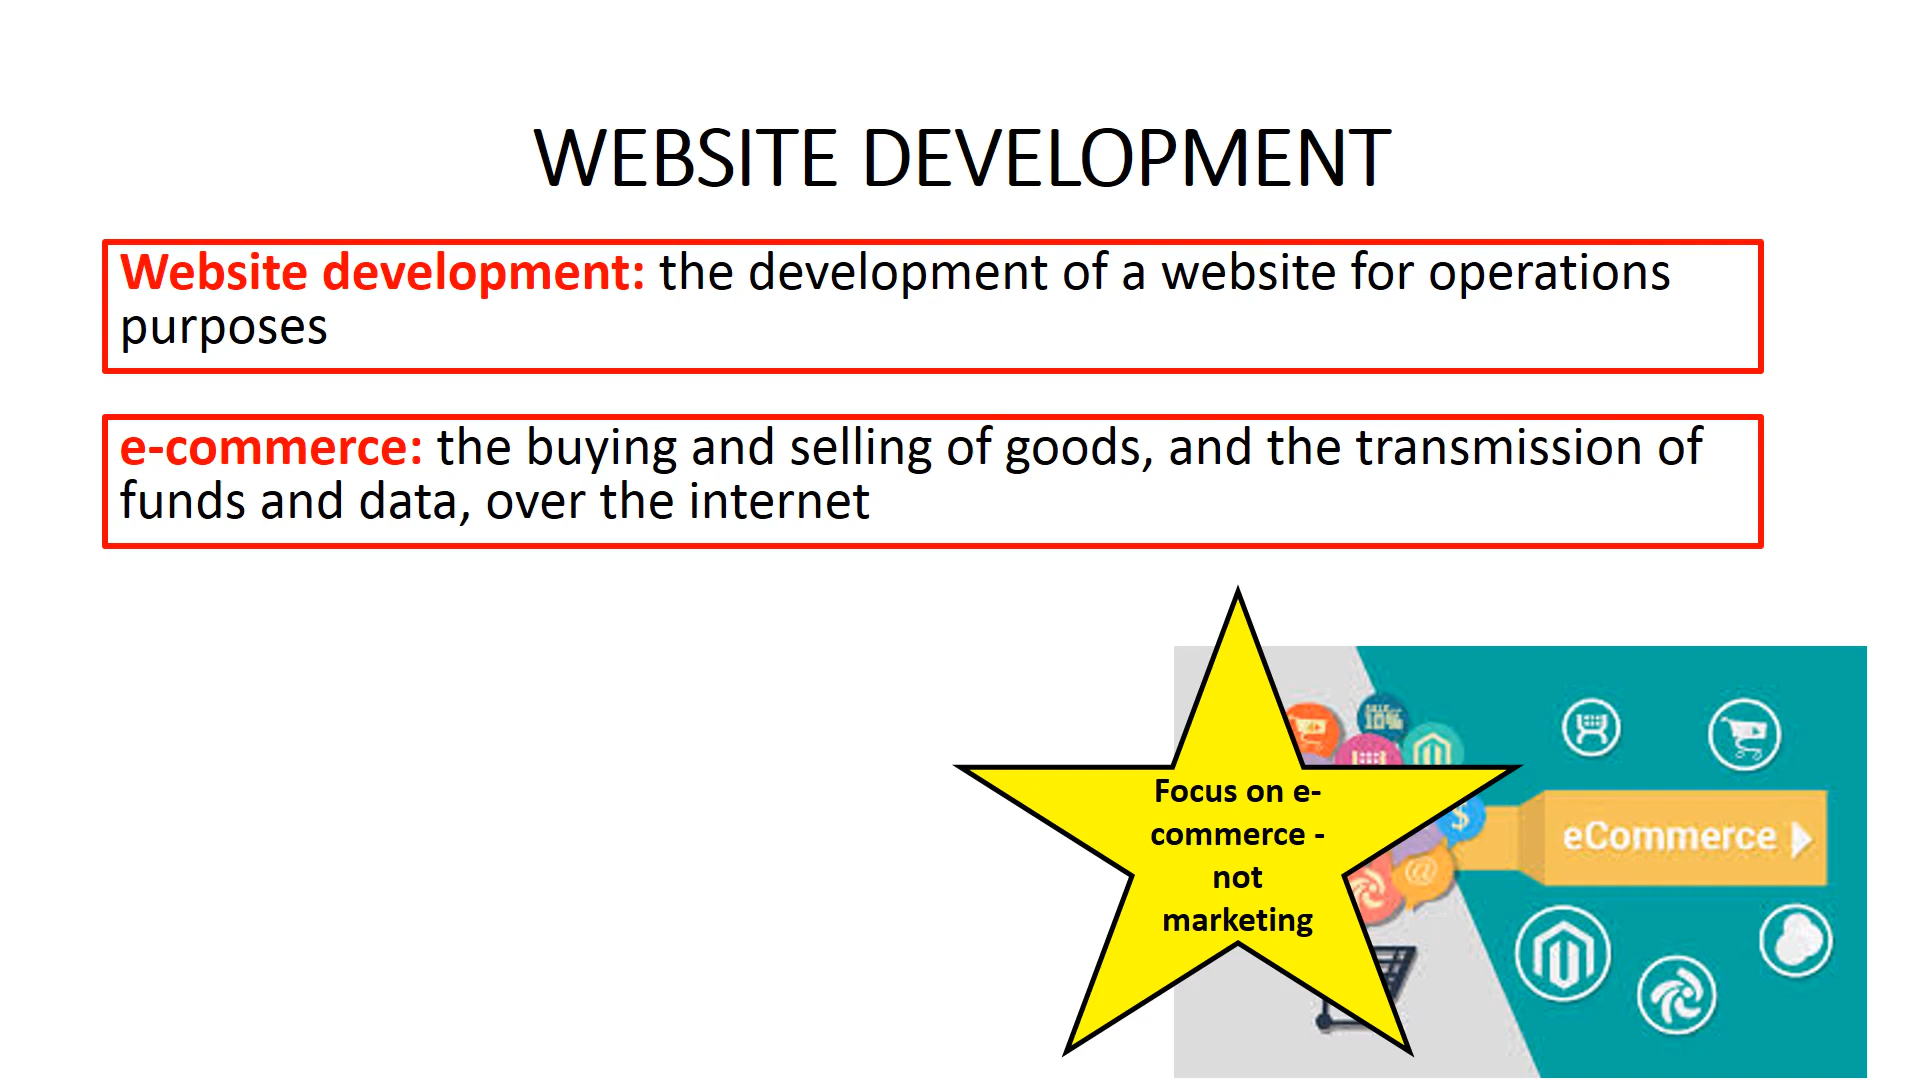 WEBSITE DEVELOPMENT
Website development: the development of a website for operations
purposes
e-commerce: the buying and selling of goods, and the transmission of
funds and data, over the internet
Focus on e-
commerce -
not
marketing
10%
$
@
eCommerce